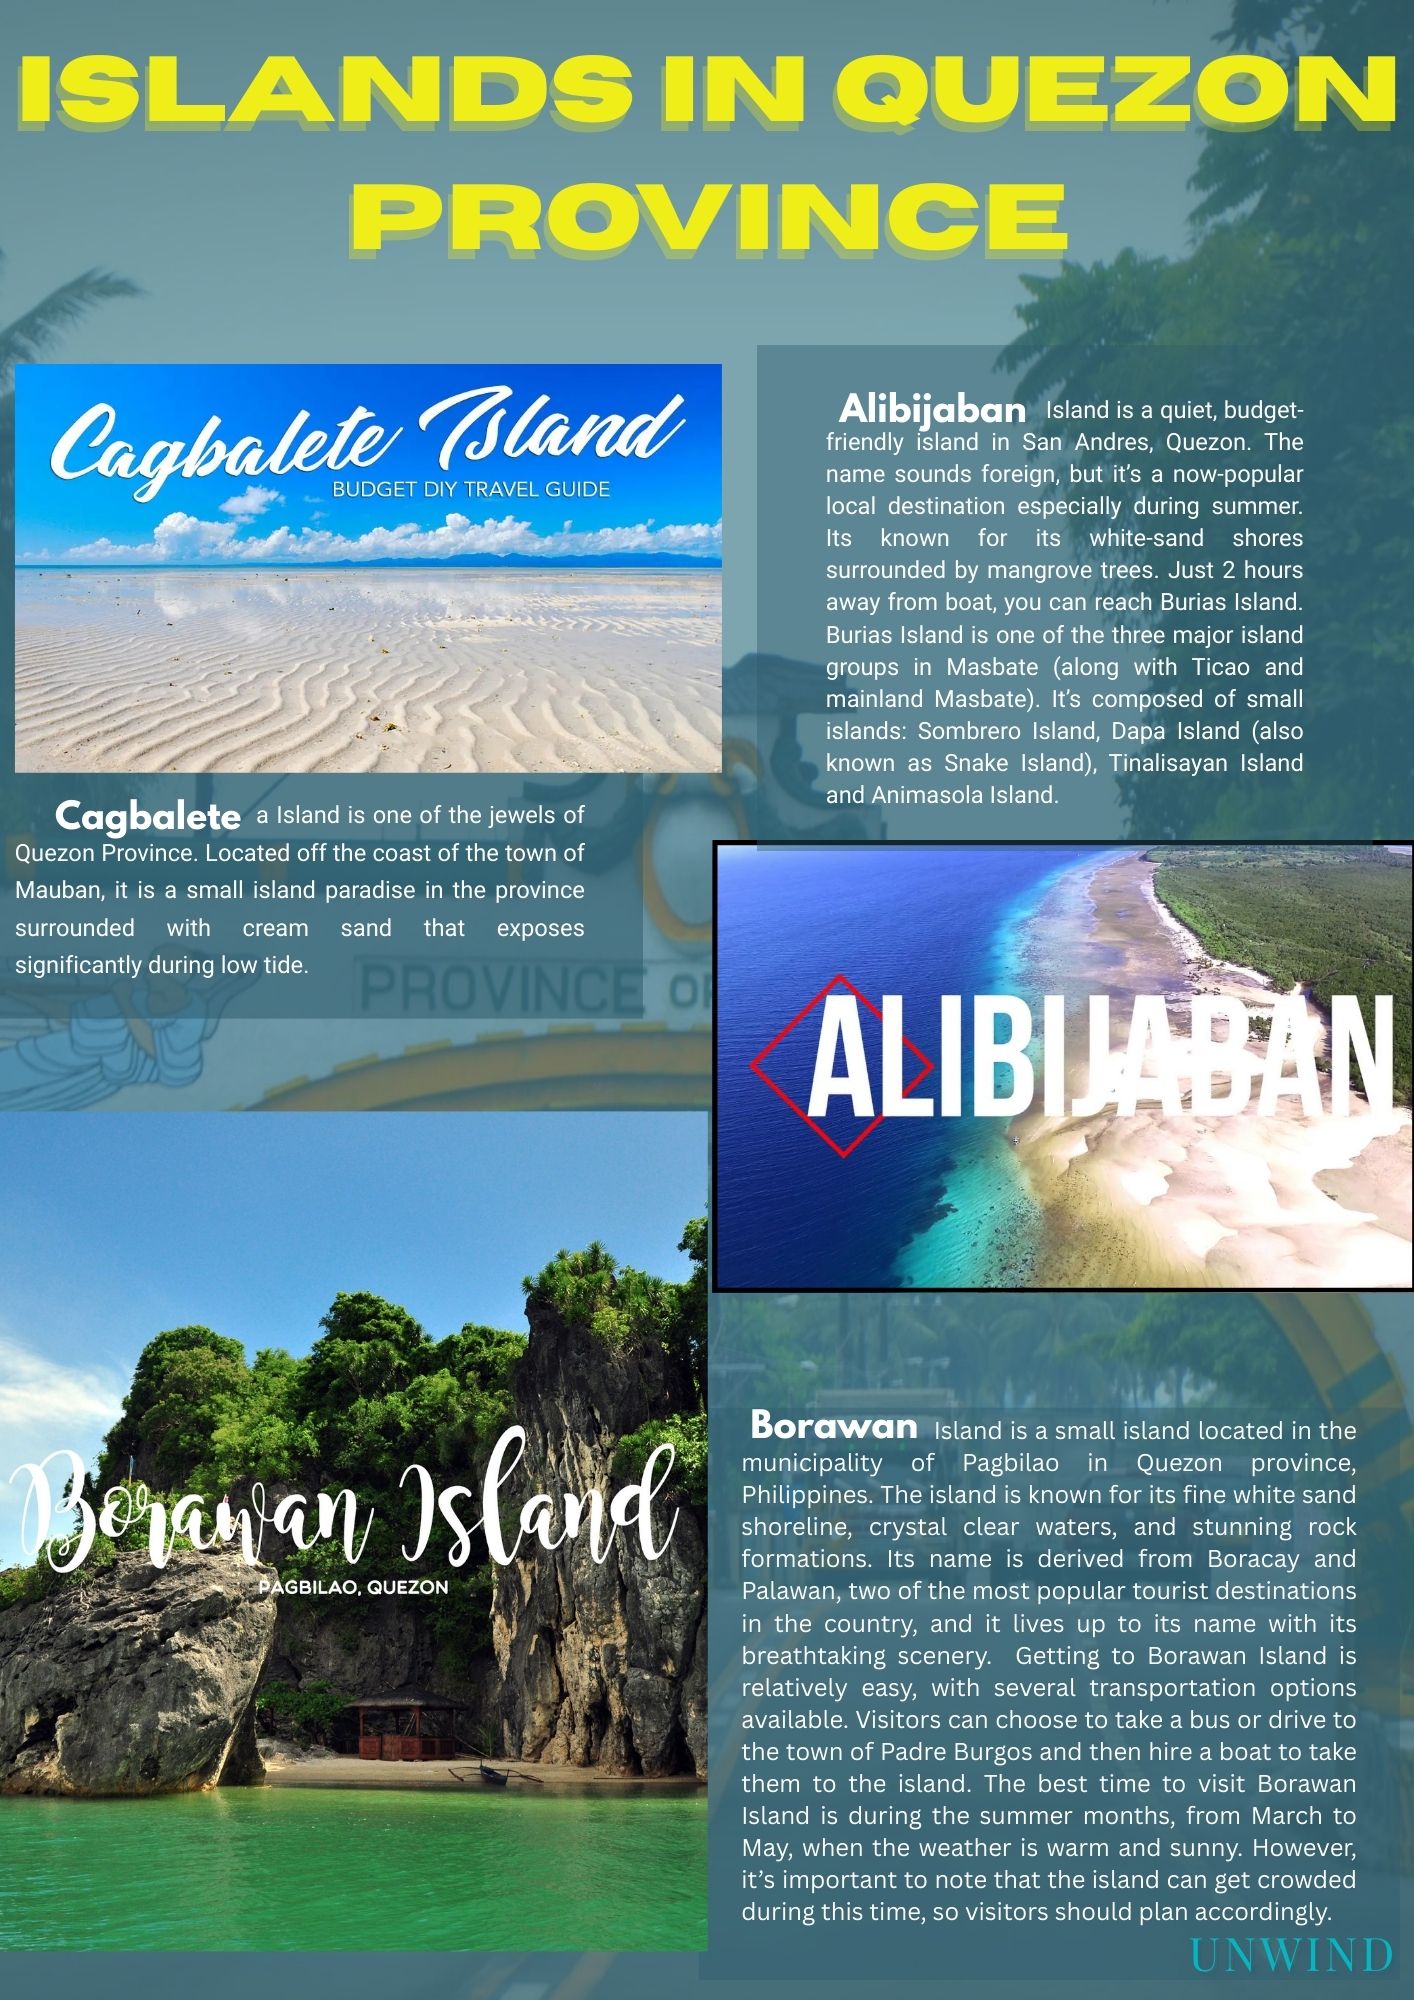 ISLANDS IN QUEZON
PROVINCE
Cagbalete Island
BUDGET DIY TRAVEL GUIDE
Cagbalete a Island is one of the jewels of
Quezon Province. Located off the coast of the town of
Mauban, it is a small island paradise in the province
surrounded with cream sand that exposes
significantly during low tide.
Alibijaban Island is a quiet, budget-
friendly island in San Andres, Quezon. The
name sounds foreign, but it’s a now-popular
local destination especially during summer.
Its known for its white-sand shores
surrounded by mangrove trees. Just 2 hours
away from boat, you can reach Burias Island.
Burias Island is one of the three major island
groups in Masbate (along with Ticao and
mainland Masbate). It’s composed of small
islands: Sombrero Island, Dapa Island (also
known as Snake Island), Tinalisayan Island
and Animasola Island.
PROVINCE OF
ALIBIJABAN
Borawan Island
PAGBILAO, QUEZON
Borawan Island is a small island located in the
municipality of Pagbilao in Quezon province,
Philippines. The island is known for its fine white sand
shoreline, crystal clear waters, and stunning rock
formations. Its name is derived from Boracay and
Palawan, two of the most popular tourist destinations
in the country, and it lives up to its name with its
breathtaking scenery. Getting to Borawan Island is
relatively easy, with several transportation options
available. Visitors can choose to take a bus or drive to
the town of Padre Burgos and then hire a boat to take
them to the island. The best time to visit Borawan
Island is during the summer months, from March to
May, when the weather is warm and sunny. However,
it’s important to note that the island can get crowded
during this time, so visitors should plan accordingly.
UNWIND